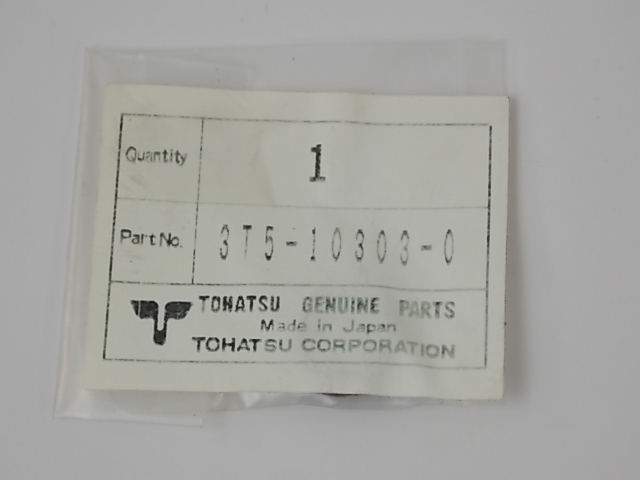 Quantity 1
Part No. 3T5-10303-0
TOHATSU GENUINE PARTS
Made in Japan
TOHATSU CORPORATION